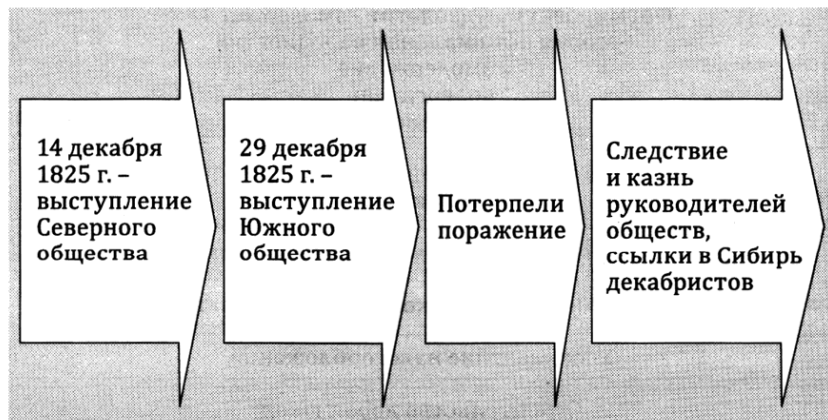 14 декабря
1825 г. –
выступление
Северного
общества
29 декабря
1825 г. –
выступление
Южного
общества
Потерпели
поражение
Следствие
и казнь
руководителей
обществ,
ссылки в Сибирь
декабристов